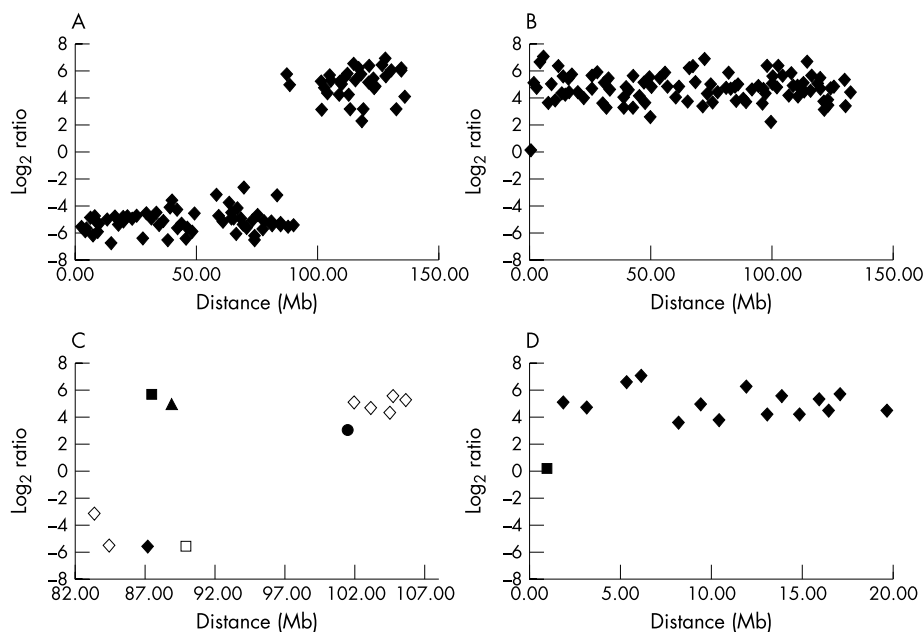 A
Log2 ratio
8
6
4
2
0
–2
–4
–6
–8
0.00 50.00 100.00 150.00
Distance (Mb)
B
Log2 ratio
8
6
4
2
0
–2
–4
–6
–8
0.00 50.00 100.00 150.00
Distance (Mb)
C
Log2 ratio
8
6
4
2
0
–2
–4
–6
–8
82.00 87.00 92.00 97.00 102.00 107.00
Distance (Mb)
D
Log2 ratio
8
6
4
2
0
–2
–4
–6
–8
0.00 5.00 10.00 15.00 20.00
Distance (Mb)